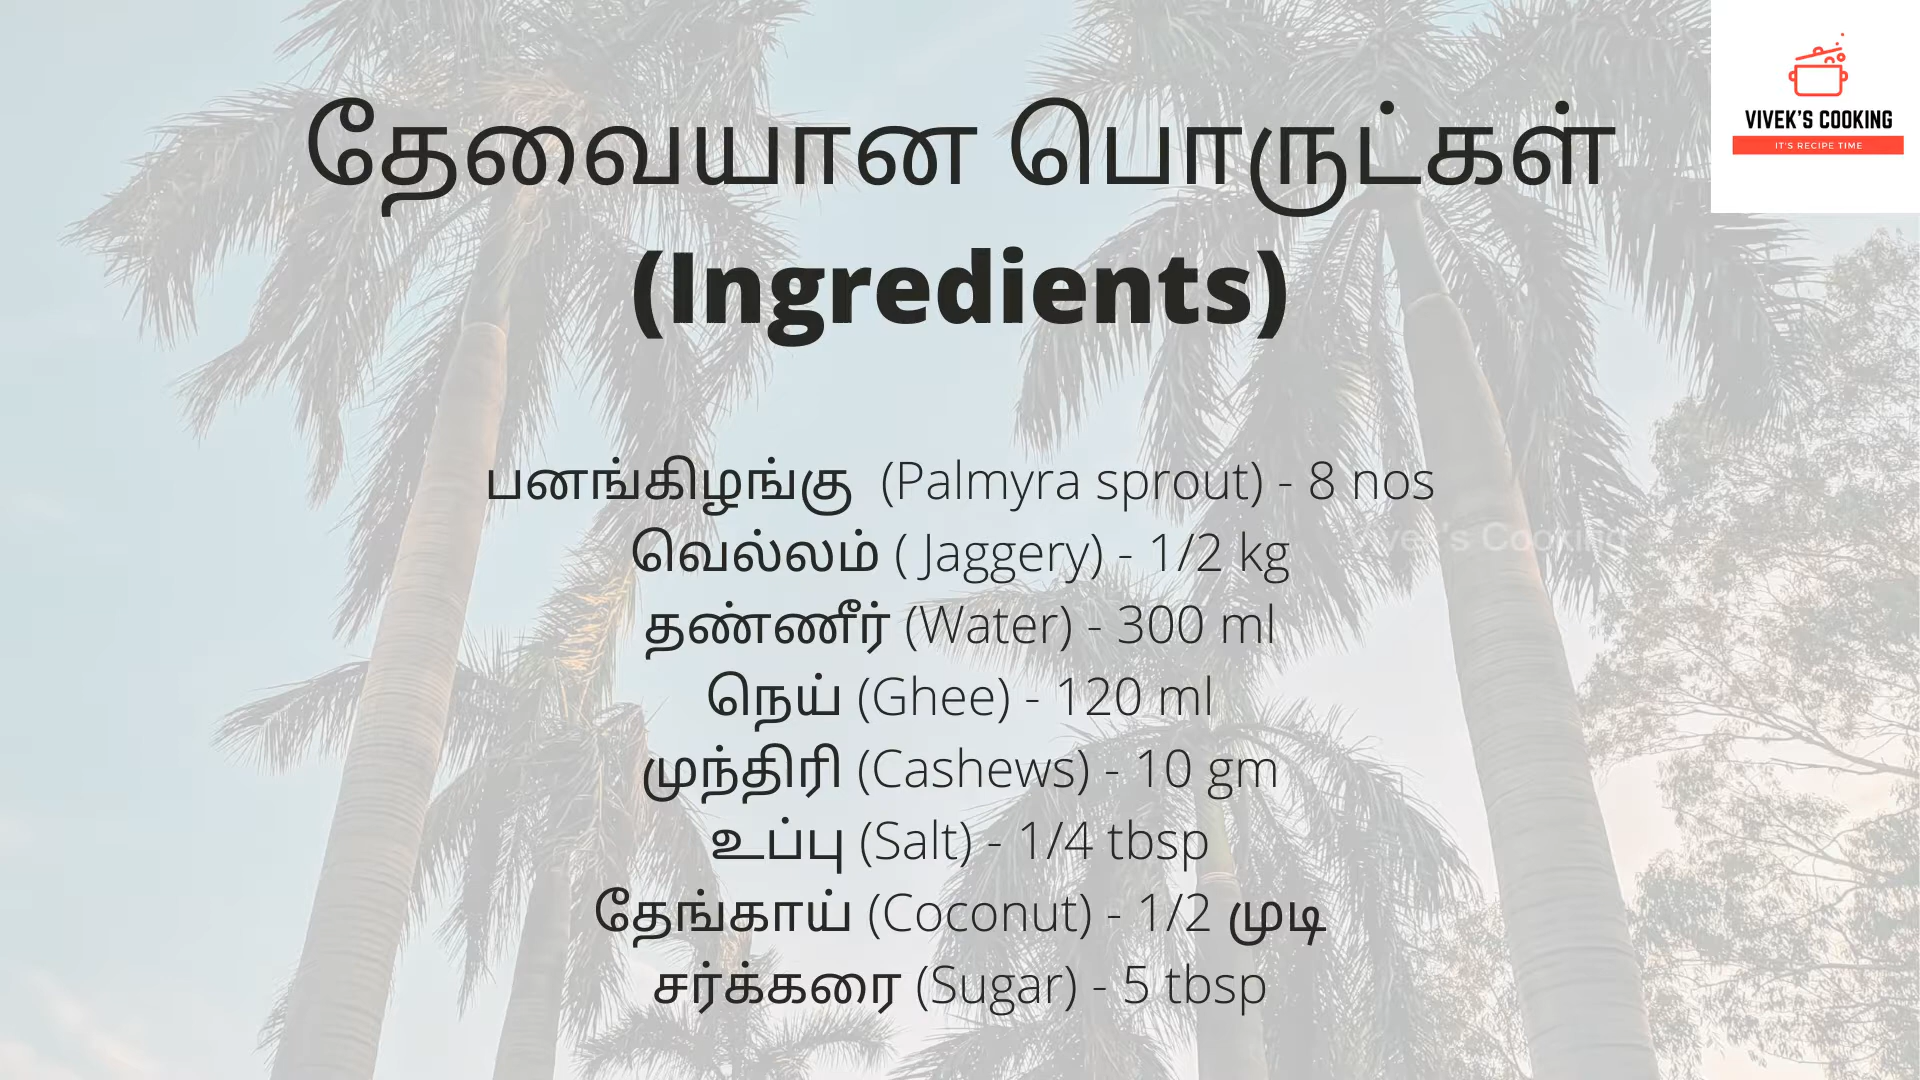 தேவையான பொருட்கள்
(Ingredients)
பனங்கிழங்கு (Palmyra sprout) - 8 nos
வெல்லம் ( Jaggery) - 1/2 kg
தண்ணீர் (Water) - 300 ml
நெய் (Ghee) - 120 ml
முந்திரி (Cashews) - 10 gm
உப்பு (Salt) - 1/4 tbsp
தேங்காய் (Coconut) - 1/2 முடி
சர்க்கரை (Sugar) - 5 tbsp
VIVEK'S COOKING
IT'S RECIPE TIME
Cooking